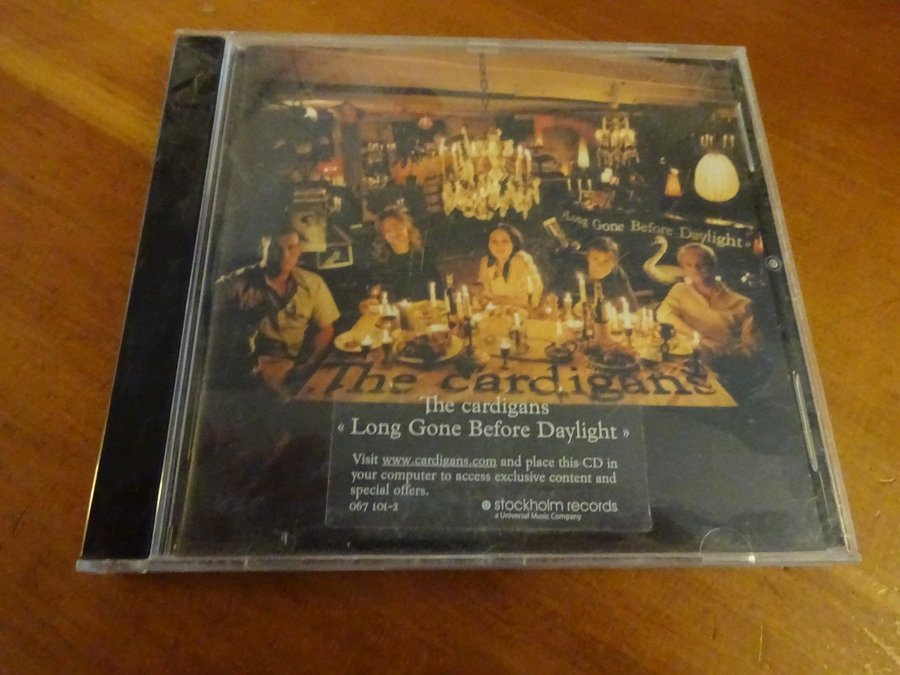 «Long Gone Before Daylight»
The cardigans
The cardigans
« Long Gone Before Daylight »
Visit www.cardigans.com and place this CD in
your computer to access exclusive content and
special offers.
067 101-2
stockholm records
a Universal Music Company